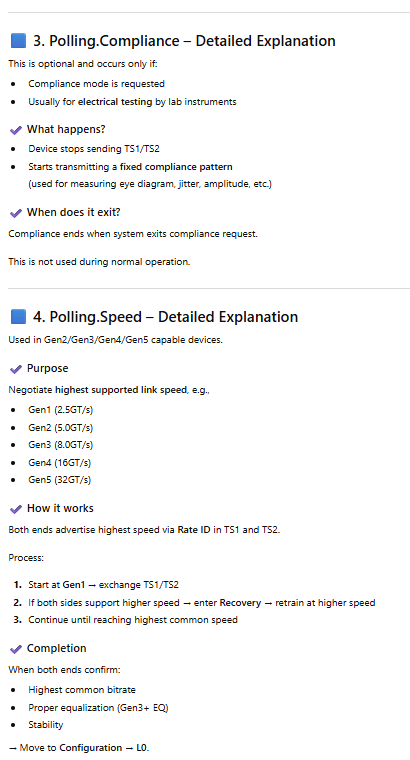 3. Polling.Compliance – Detailed Explanation
This is optional and occurs only if:
• Compliance mode is requested
• Usually for electrical testing by lab instruments
✔ What happens?
• Device stops sending TS1/TS2
• Starts transmitting a fixed compliance pattern
(used for measuring eye diagram, jitter, amplitude, etc.)
✔ When does it exit?
Compliance ends when system exits compliance request.
This is not used during normal operation.
4. Polling.Speed – Detailed Explanation
Used in Gen2/Gen3/Gen4/Gen5 capable devices.
✔ Purpose
Negotiate highest supported link speed, e.g.,
• Gen1 (2.5GT/s)
• Gen2 (5.0GT/s)
• Gen3 (8.0GT/s)
• Gen4 (16GT/s)
• Gen5 (32GT/s)
✔ How it works
Both ends advertise highest speed via Rate ID in TS1 and TS2.
Process:
1. Start at Gen1 → exchange TS1/TS2
2. If both sides support higher speed → enter Recovery → retrain at higher speed
3. Continue until reaching highest common speed
✔ Completion
When both ends confirm:
• Highest common bitrate
• Proper equalization (Gen3+ EQ)
• Stability
→ Move to Configuration → L0.